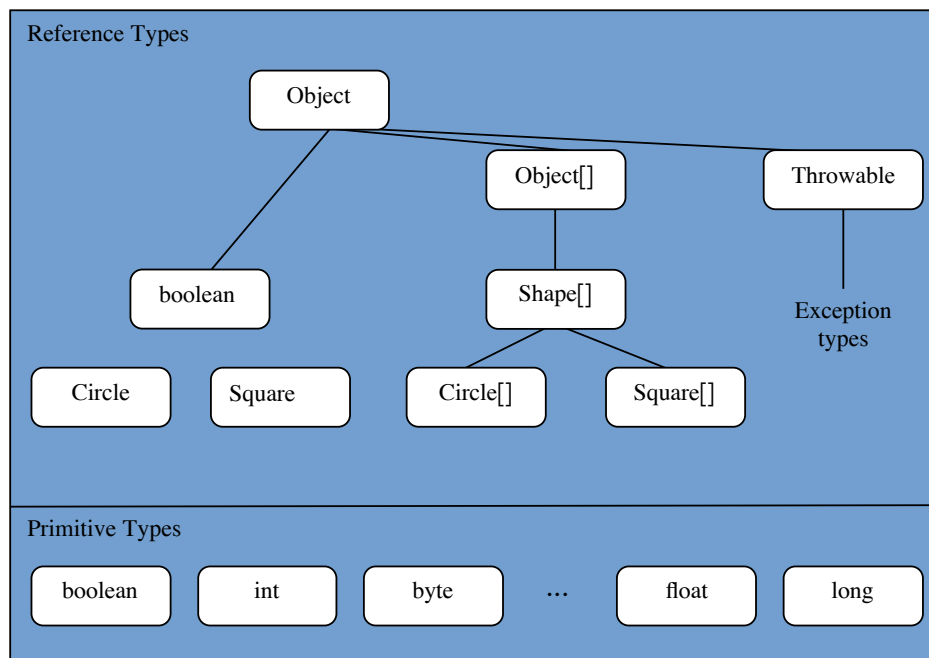 Reference Types
Object
Object[]
Throwable
boolean
Shape[]
Exception
types
Circle
Square
Circle[]
Square[]
Primitive Types
boolean
int
byte
...
float
long